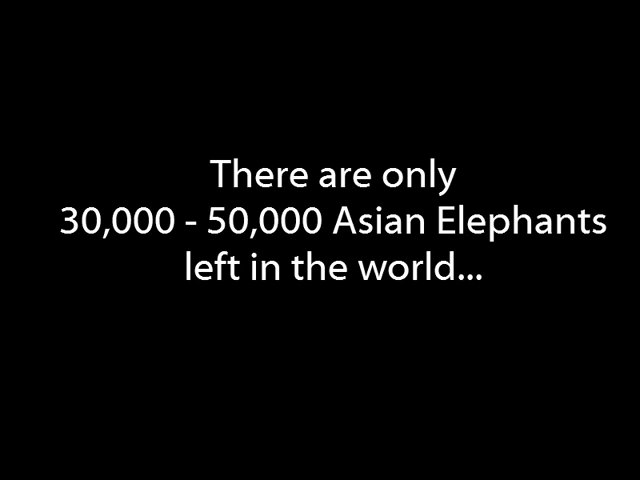 There are only
30,000 - 50,000 Asian Elephants
left in the world...